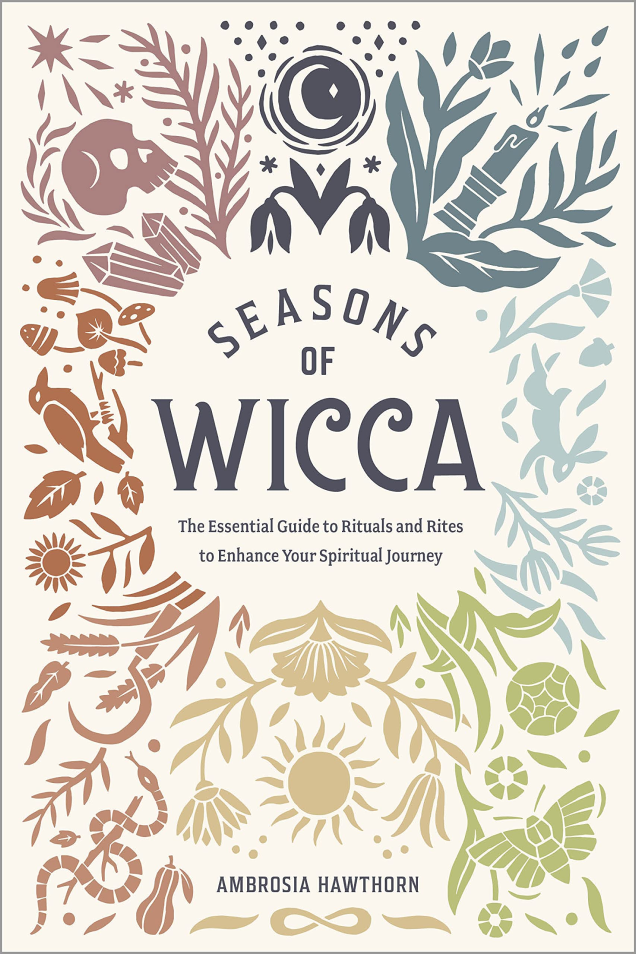 SEASONS
OF
WICCA
The Essential Guide to Rituals and Rites
to Enhance Your Spiritual Journey
AMBROSIA HAWTHORN